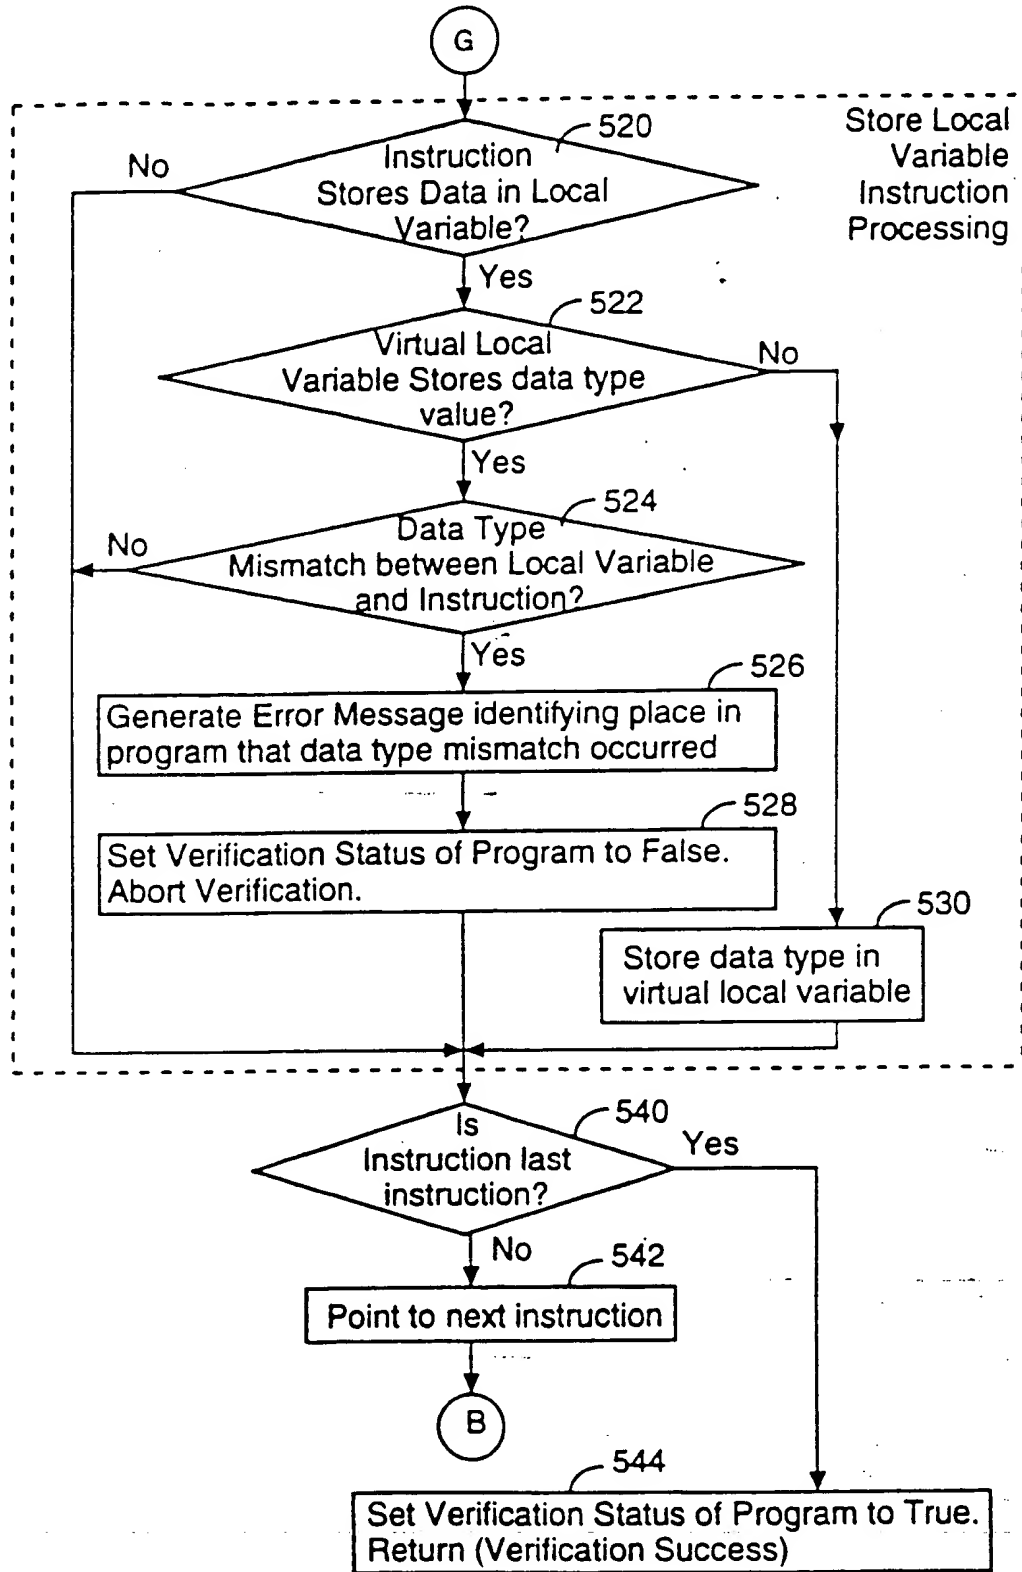 G
Store Local
Variable
Instruction
Processing
520
No
Instruction
Stores Data in Local
Variable?
Yes
522
Virtual Local
Variable Stores data type
value?
No
Yes
524
No
Data Type
Mismatch between Local Variable
and Instruction?
Yes
526
Generate Error Message identifying place in
program that data type mismatch occurred
528
Set Verification Status of Program to False.
Abort Verification.
530
Store data type in
virtual local variable
540
Is
Instruction last
instruction?
Yes
No
542
Point to next instruction
B
544
Set Verification Status of Program to True.
Return (Verification Success)